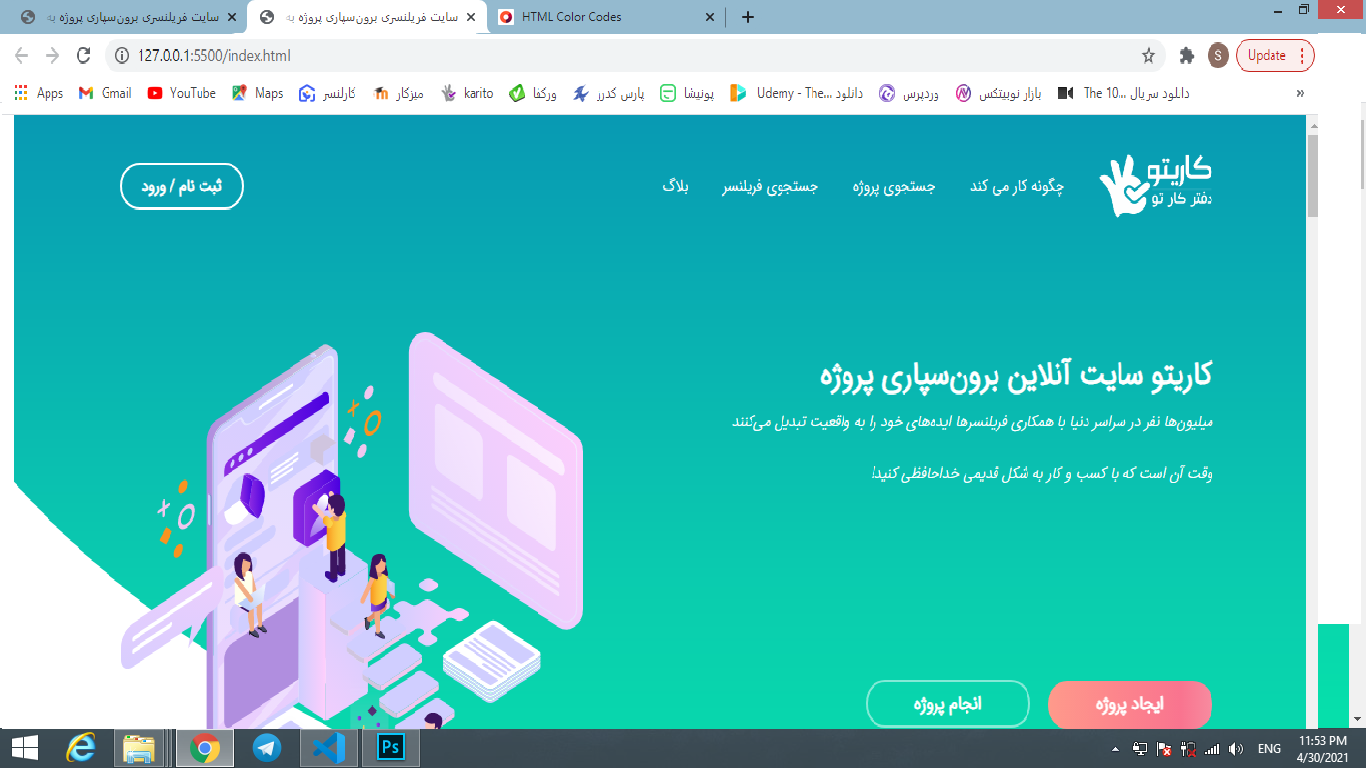 سایت فریلنسری برون‌سپاری پروژه به
سایت فریلنسری برون‌سپاری پروژه به
HTML Color Codes
127.0.0.1:5500/index.html
S
Update
Apps
Gmail
YouTube
Maps
کارلنسر
میزکار
karito
ورکفا
پارس کدرز
پونیشا
دانلود Udemy - The...
وردپرس
بازار نوبیتکس
دانلود سریال The 10...
»
کاریتو
دفتر کار تو
چگونه کار می کند
جستجوی پروژه
جستجوی فریلنسر
بلاگ
ثبت نام / ورود
کاریتو سایت آنلاین برون‌سپاری پروژه
میلیون‌ها نفر در سراسر دنیا با همکاری فریلنسرها ایده‌های خود را به واقعیت تبدیل می‌کنند
وقت آن است که با کسب و کار به شکل قدیمی خداحافظی کنید!
ایجاد پروژه
انجام پروژه
Ps
ENG
11:53 PM
4/30/2021